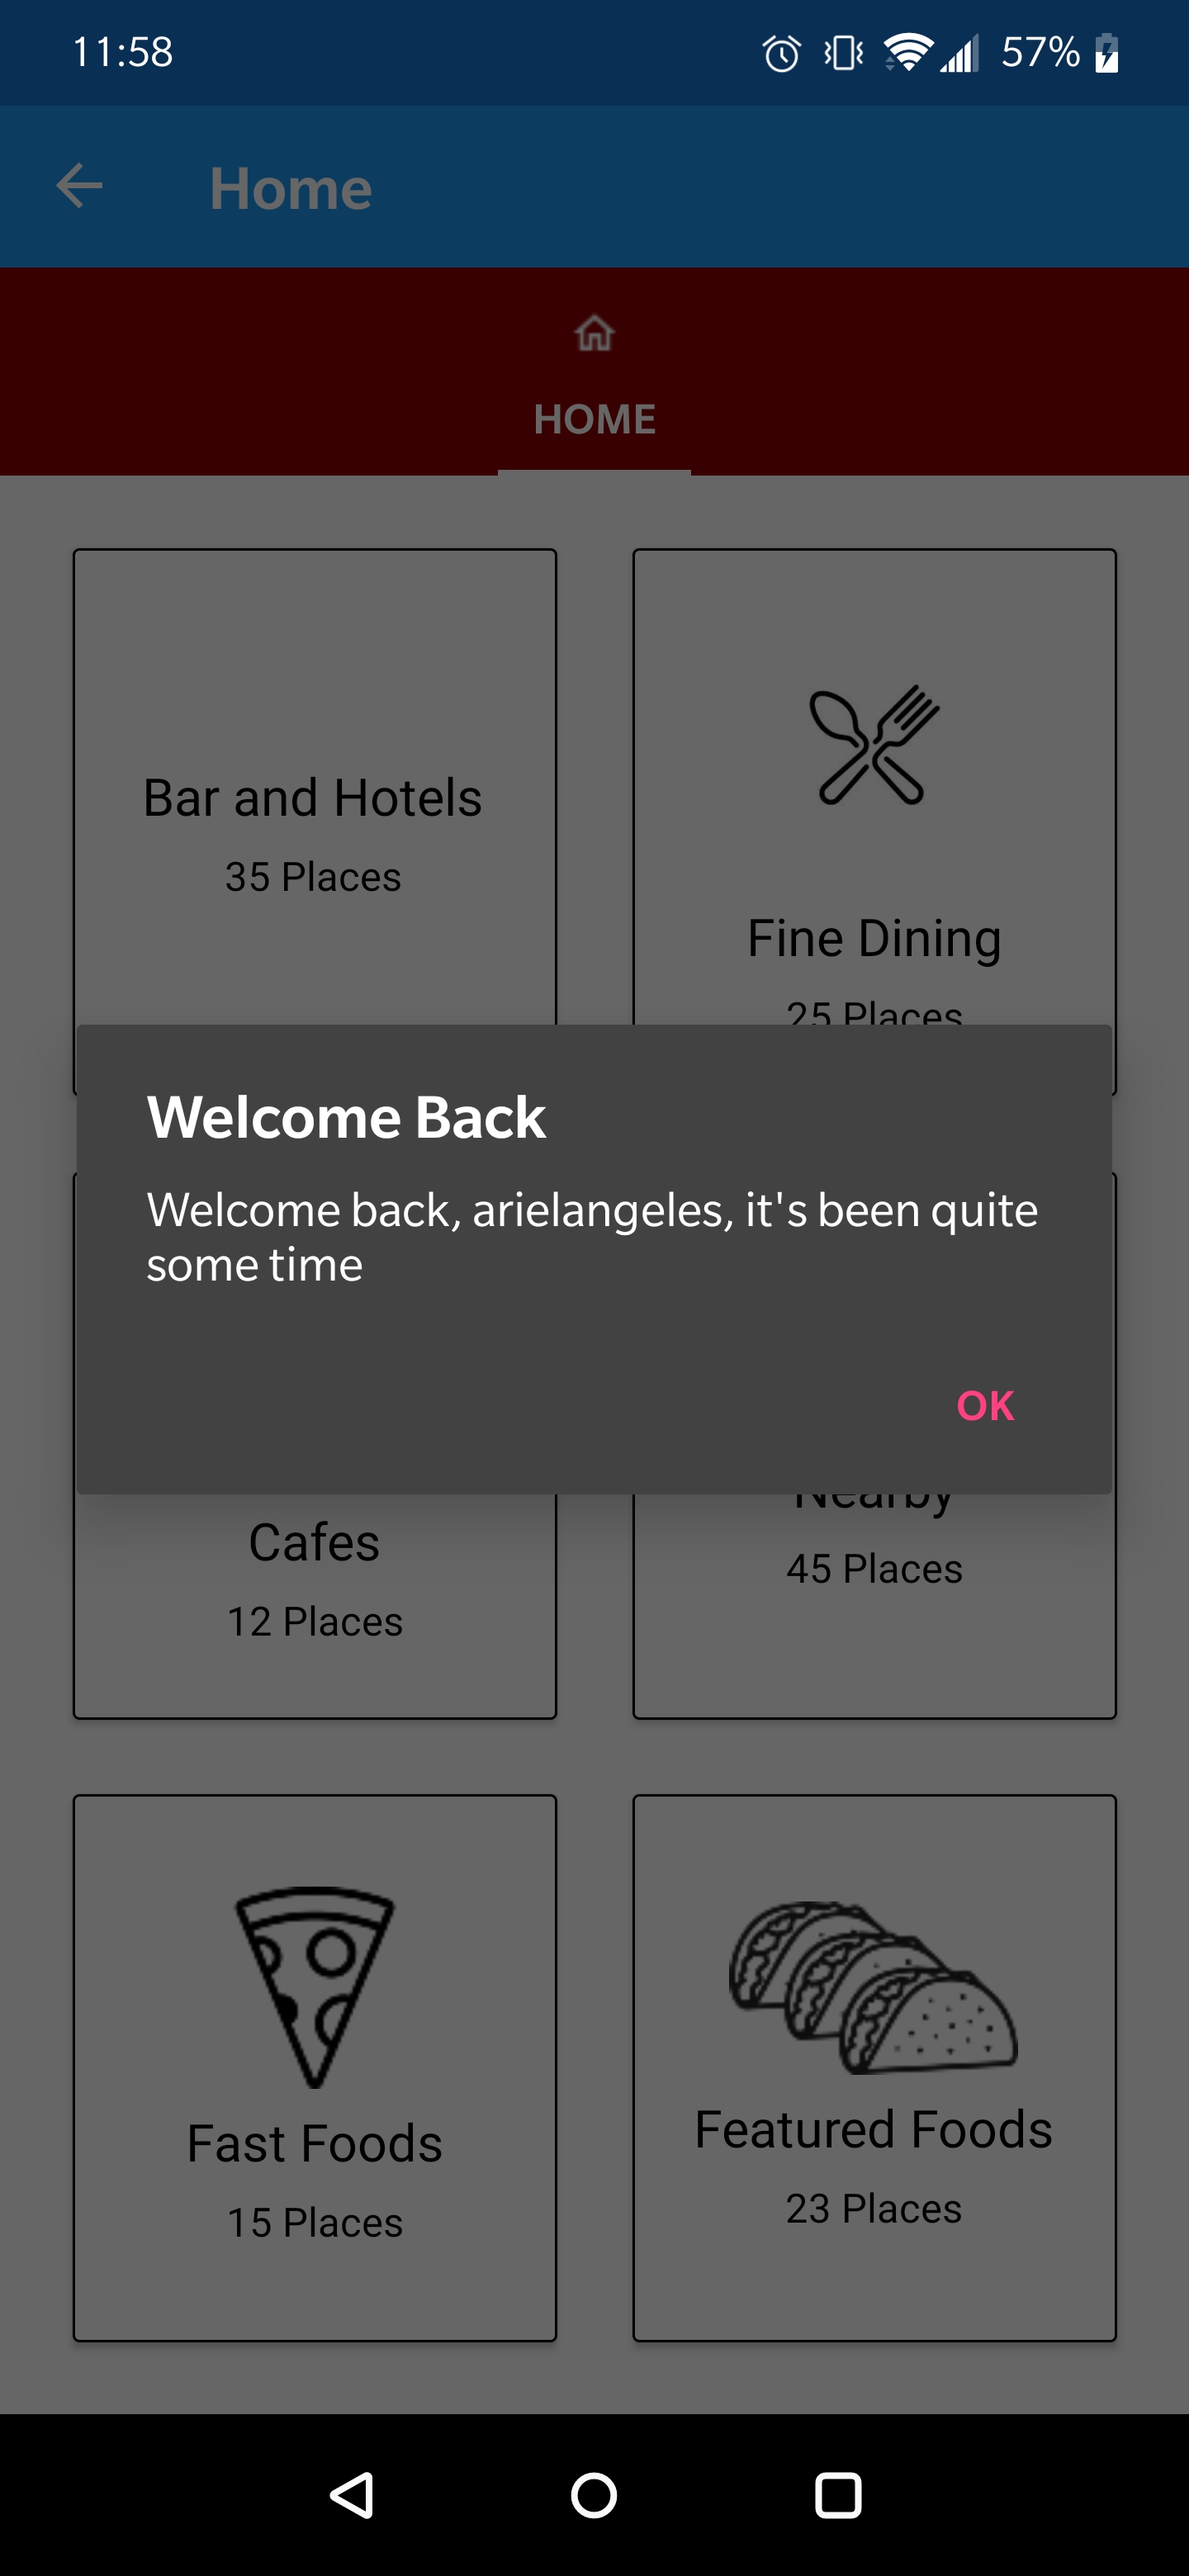 11:58
57%
Home
HOME
Bar and Hotels
35 Places
Fine Dining
25 Places
Welcome Back
Welcome back, arielangeles, it's been quite
some time
OK
Cafes
12 Places
Nearby
45 Places
Fast Foods
15 Places
Featured Foods
23 Places